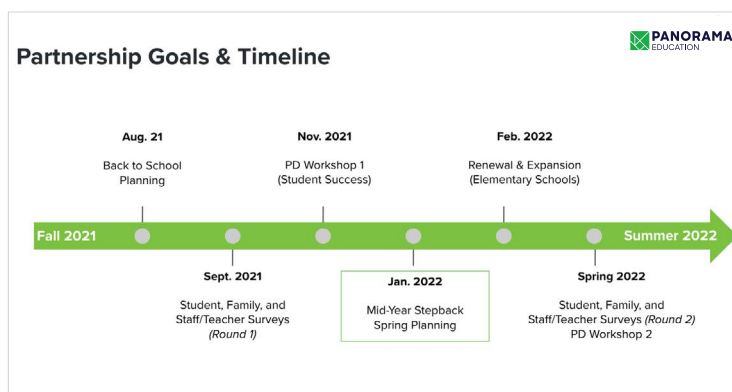 PANORAMA
EDUCATION
Partnership Goals & Timeline
Aug. 21
Back to School
Planning
Nov. 2021
PD Workshop 1
(Student Success)
Feb. 2022
Renewal & Expansion
(Elementary Schools)
Fall 2021
Summer 2022
Sept. 2021
Student, Family, and
Staff/Teacher Surveys
(Round 1)
Jan. 2022
Mid-Year Stepback
Spring Planning
Spring 2022
Student, Family, and
Staff/Teacher Surveys (Round 2)
PD Workshop 2